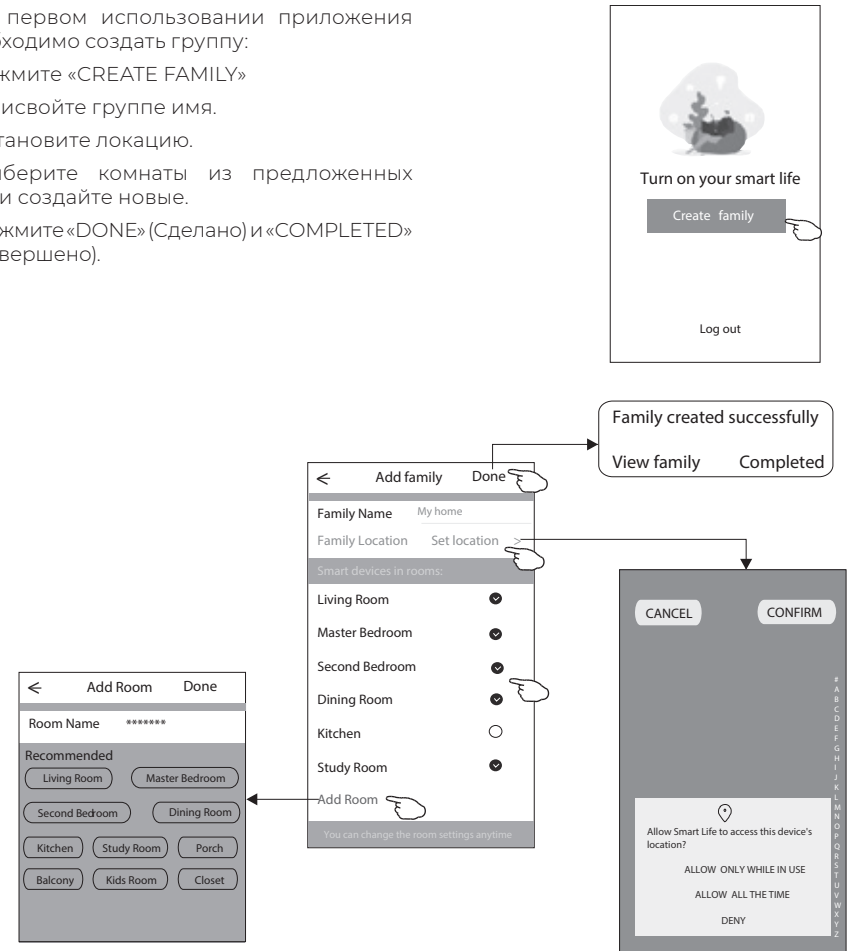 первом использовании приложения
бходимо создать группу:
жмите «CREATE FAMILY»
исвойте группе имя.
тановите локацию.
берите комнаты из предложенных
и создайте новые.
жмите «DONE» (Сделано) и «COMPLETED»
вершено).
Turn on your smart life
Create family
Log out
Family created successfully
View family Completed
Add family Done
Family Name My home
Family Location Set location >
Smart devices in rooms:
Living Room
Master Bedroom
Second Bedroom
Dining Room
Kitchen
Study Room
Add Room
You can change the room settings anytime
CANCEL CONFIRM
#
A
B
C
D
E
F
G
H
I
J
K
L
M
N
O
P
Q
R
S
T
U
V
W
X
Y
Z
Allow Smart Life to access this device's
location?
ALLOW ONLY WHILE IN USE
ALLOW ALL THE TIME
DENY
Add Room Done
Room Name *******
Recommended
Living Room Master Bedroom
Second Bedroom Dining Room
Kitchen Study Room Porch
Balcony Kids Room Closet